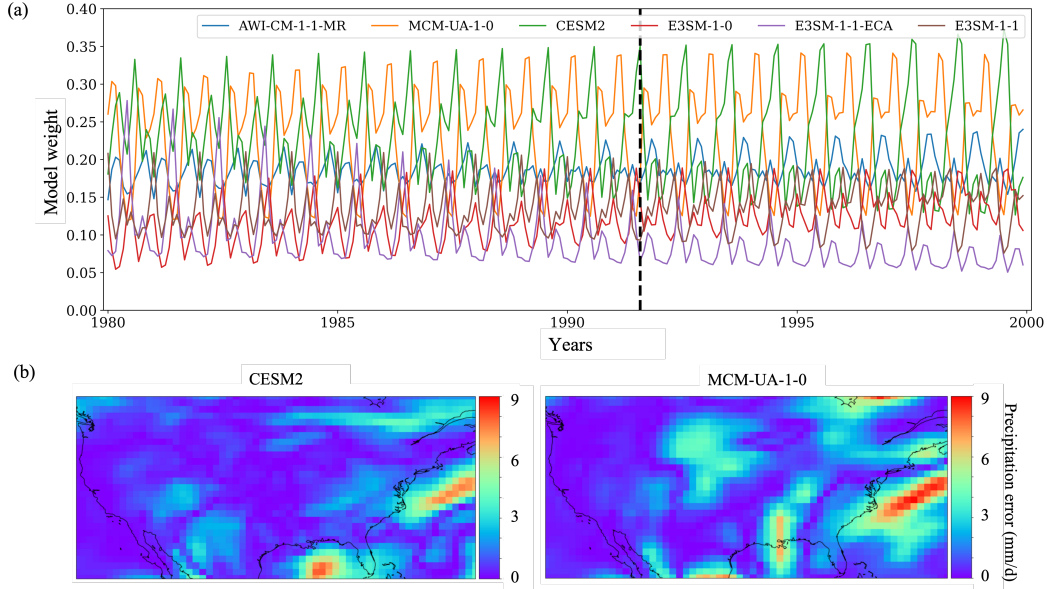 (a)
AWI-CM-1-1-MR MCM-UA-1-0 CESM2 E3SM-1-0 E3SM-1-1-ECA E3SM-1-1
0.40
0.35
0.30
0.25
0.20
0.15
0.10
0.05
0.00
Model weight
1980 1985 1990 1995 2000
Years
(b)
CESM2 MCM-UA-1-0
9 9
6 6
3 3
0 0
Precipitation error (mm/d)